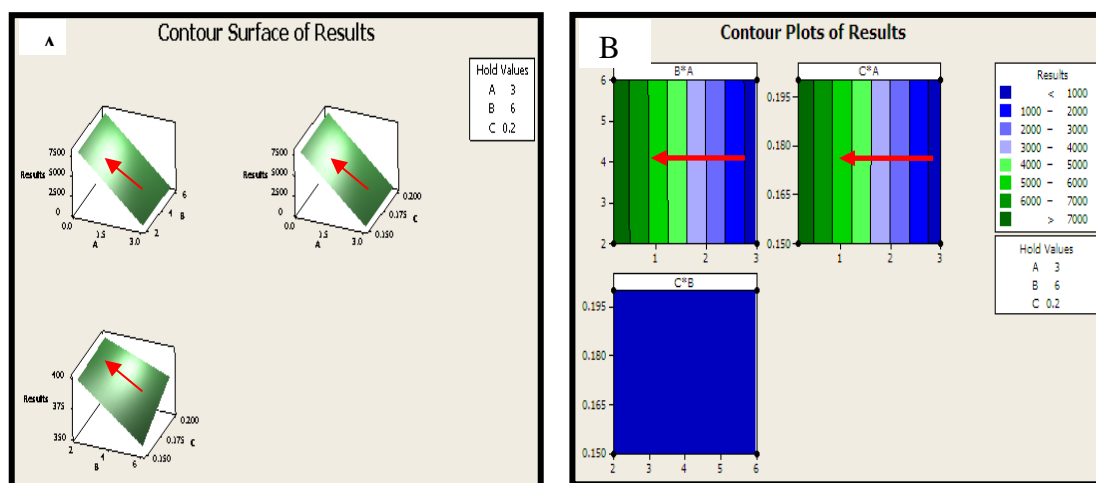 A
Contour Surface of Results
Hold Values
A 3
B 6
C 0.2
7500
5000
Results
2500
0
0.0
1.5
A
3.0
2
4
6
B
7500
5000
Results
2500
0
0.0
1.5
A
3.0
0.150
0.175
0.200
C
400
375
Results
350
2
4
B
6
0.150
0.175
0.200
C
B
Contour Plots of Results
B*A
6
5
4
3
2
1 2 3
C*A
0.195
0.180
0.165
0.150
1 2 3
Results
< 1000
1000 – 2000
2000 – 3000
3000 – 4000
4000 – 5000
5000 – 6000
6000 – 7000
> 7000
Hold Values
A 3
B 6
C 0.2
C*B
0.195
0.180
0.165
0.150
2 3 4 5 6